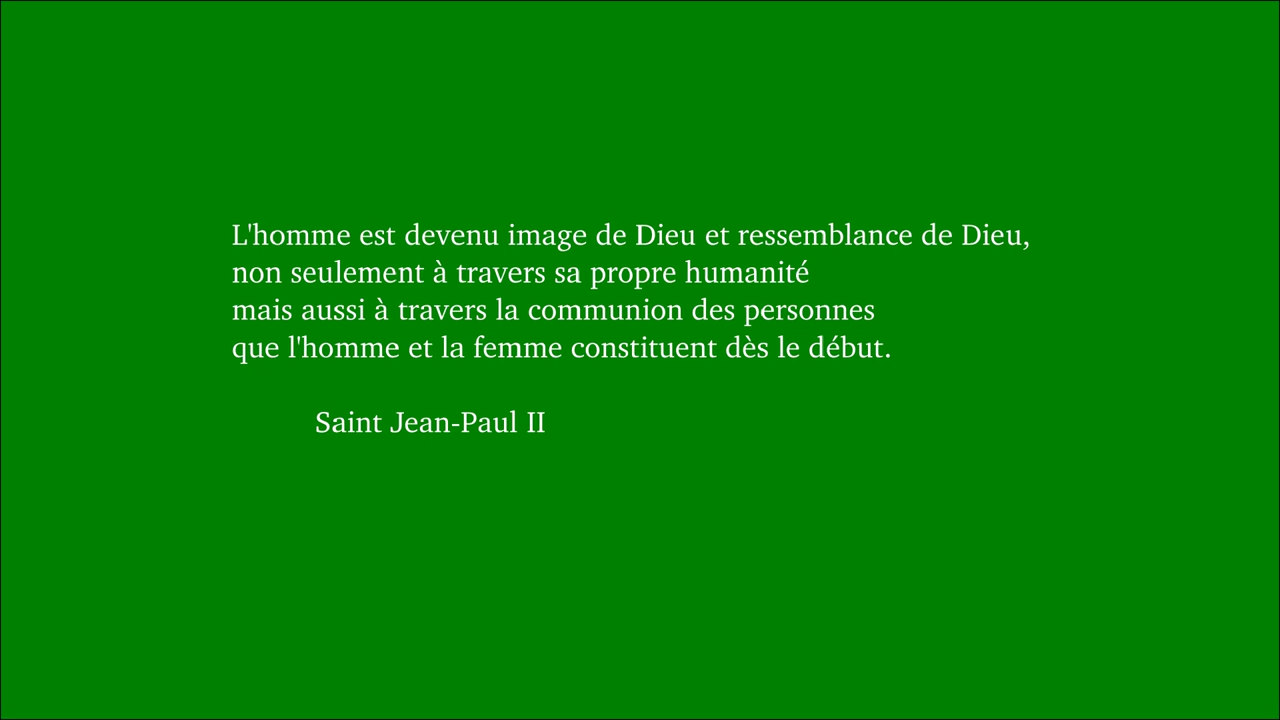 L'homme est devenu image de Dieu et ressemblance de Dieu,
non seulement à travers sa propre humanité
mais aussi à travers la communion des personnes
que l'homme et la femme constituent dès le début.
Saint Jean-Paul II